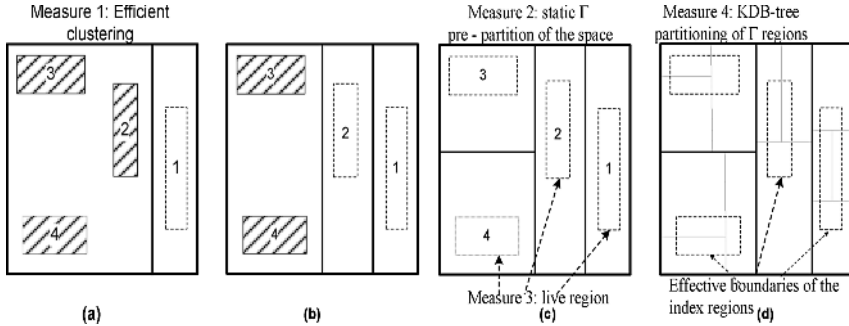 Measure 1: Efficient
clustering
3
2
1
4
(a)
3
2
1
4
(b)
Measure 2: static Γ
pre - partition of the space
3
2
1
4
Measure 3: live region
(c)
Measure 4: KDB-tree
partitioning of Γ regions
Effective boundaries of the
index regions
(d)